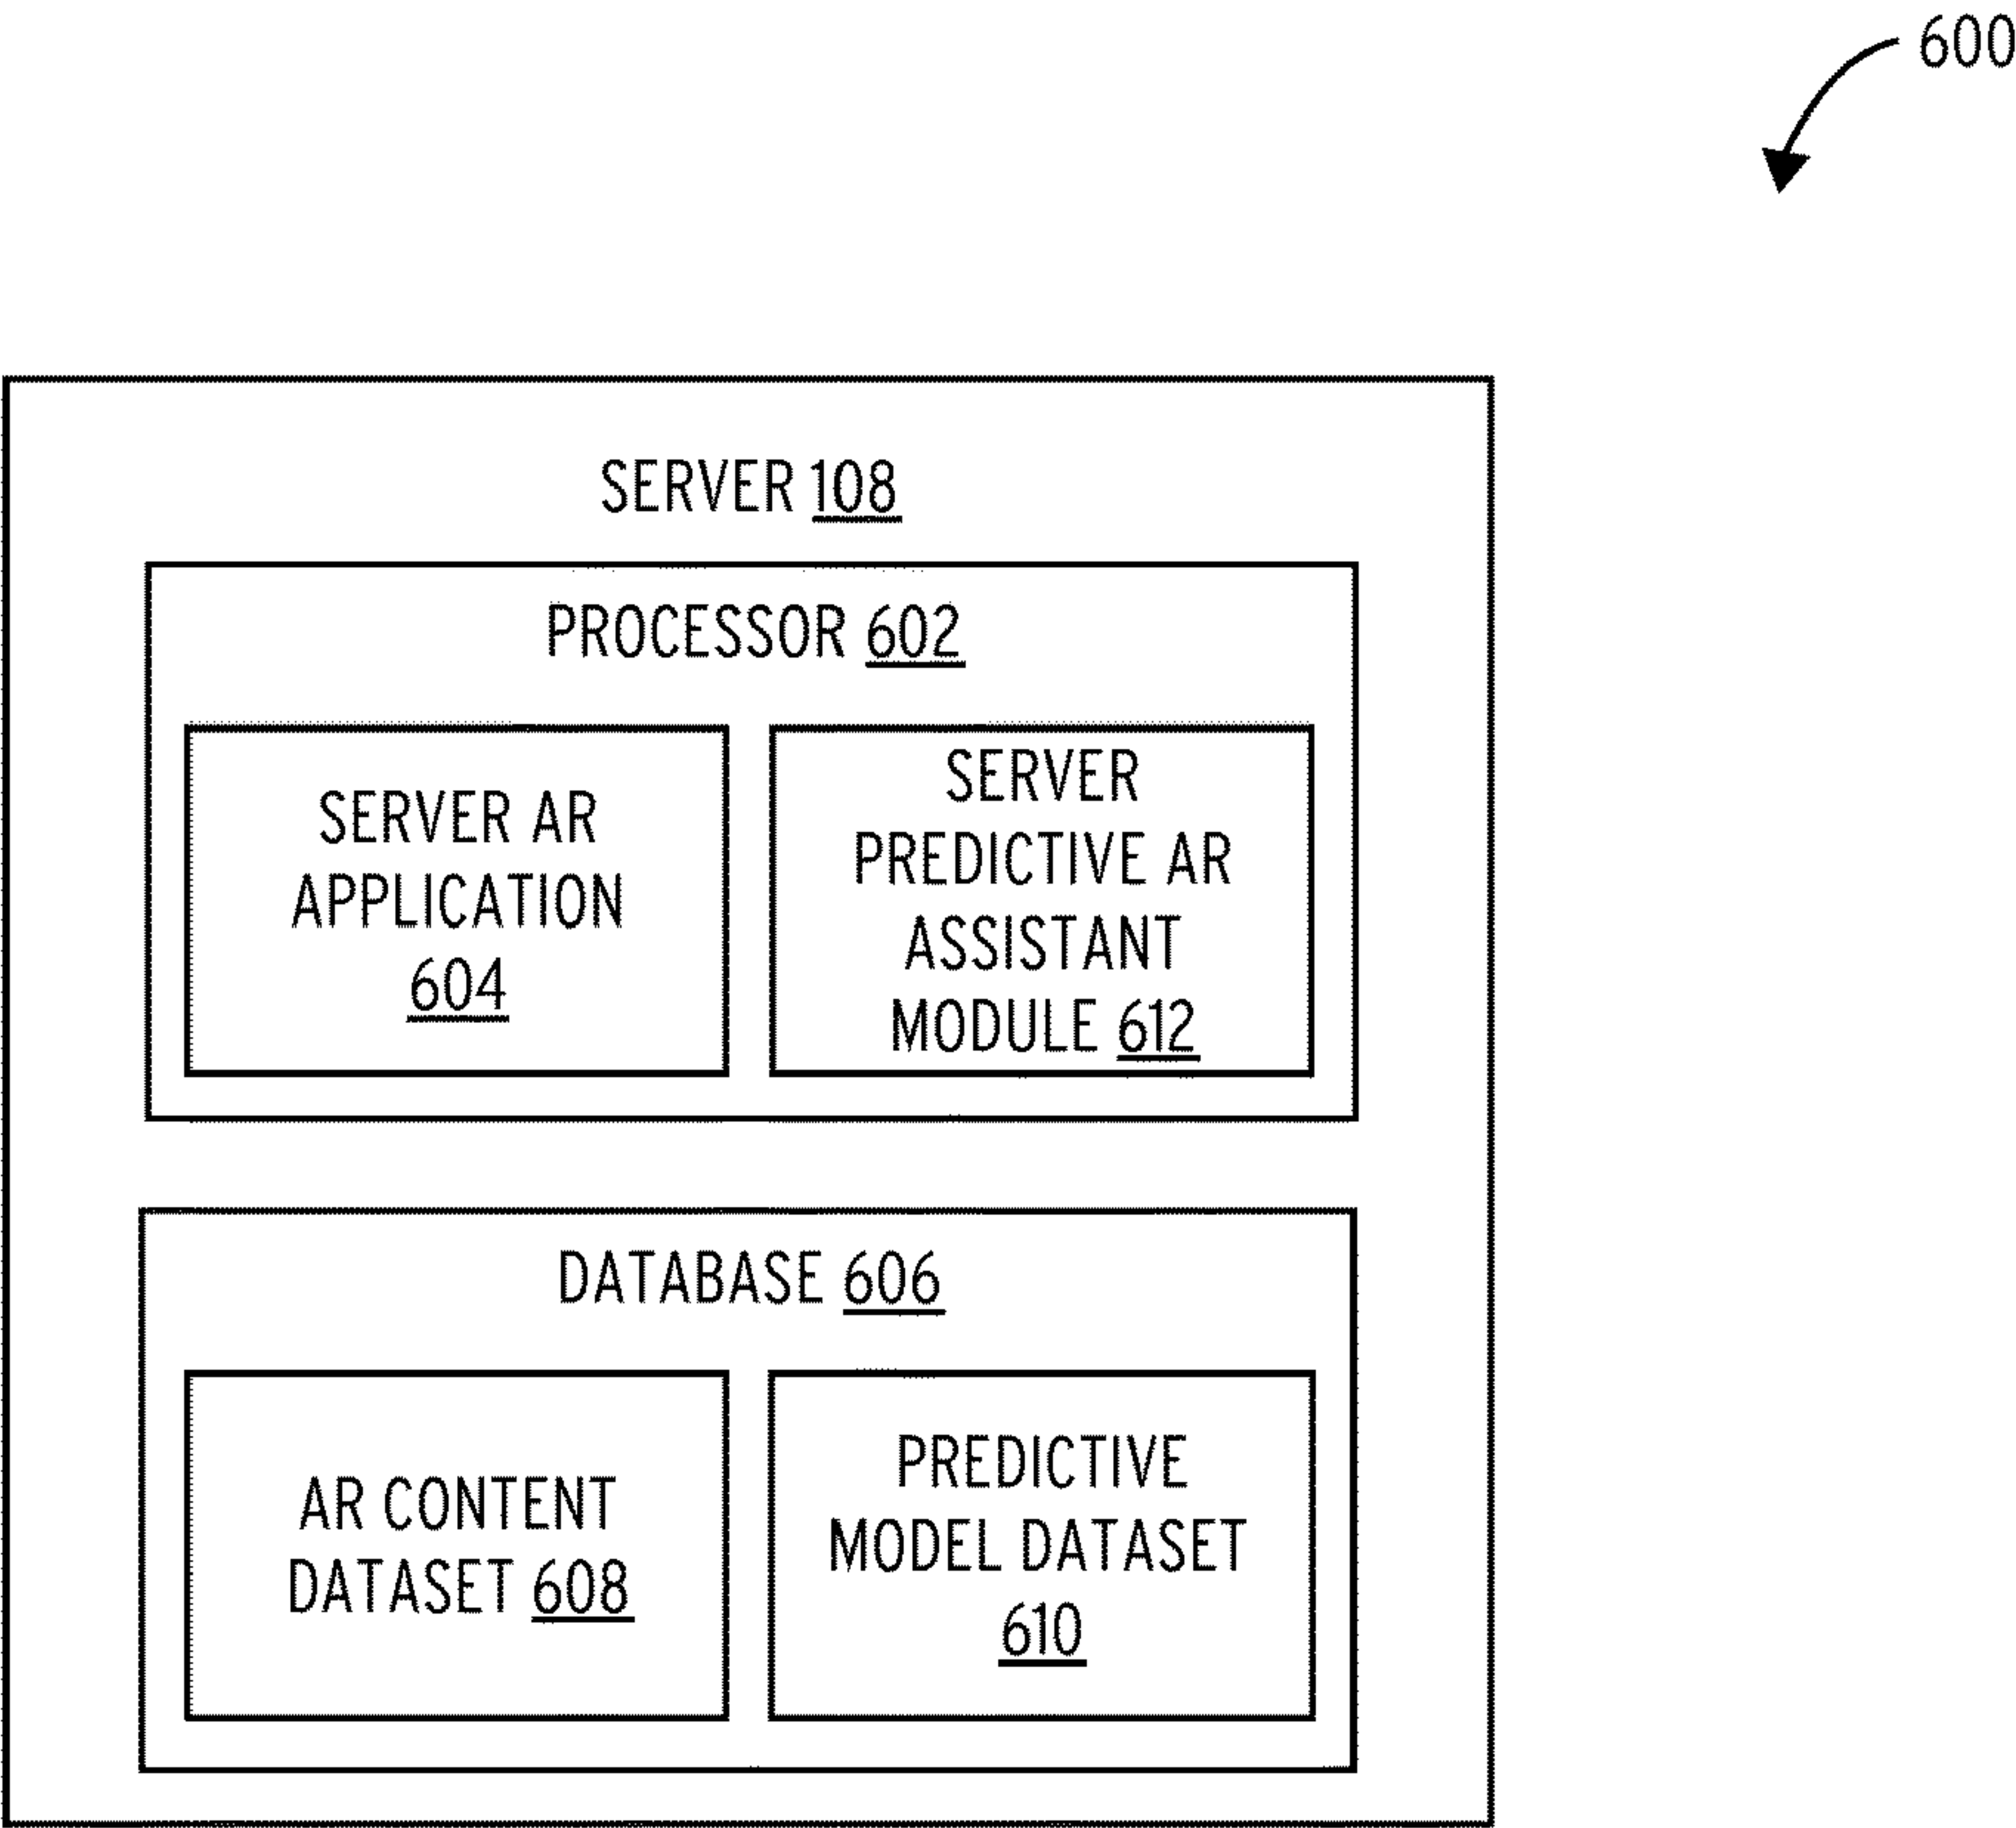 600
SERVER 108
PROCESSOR 602
SERVER AR
APPLICATION
604
SERVER
PREDICTIVE AR
ASSISTANT
MODULE 612
DATABASE 606
AR CONTENT
DATASET 608
PREDICTIVE
MODEL DATASET
610